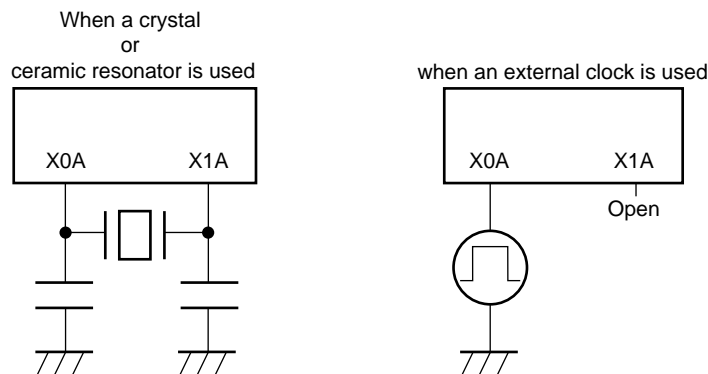 When a crystal
or
ceramic resonator is used
X0A X1A
when an external clock is used
X0A X1A
Open